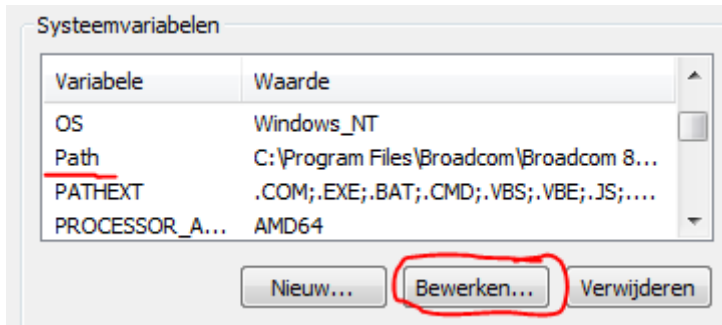 Systeemvariabelen
Variabele Waarde
OS Windows_NT
Path C:\Program Files\Broadcom\Broadcom 8...
PATHEXT .COM;.EXE;.BAT;.CMD;.VBS;.VBE;.JS;....
PROCESSOR_A... AMD64
Nieuw... Bewerken... Verwijderen